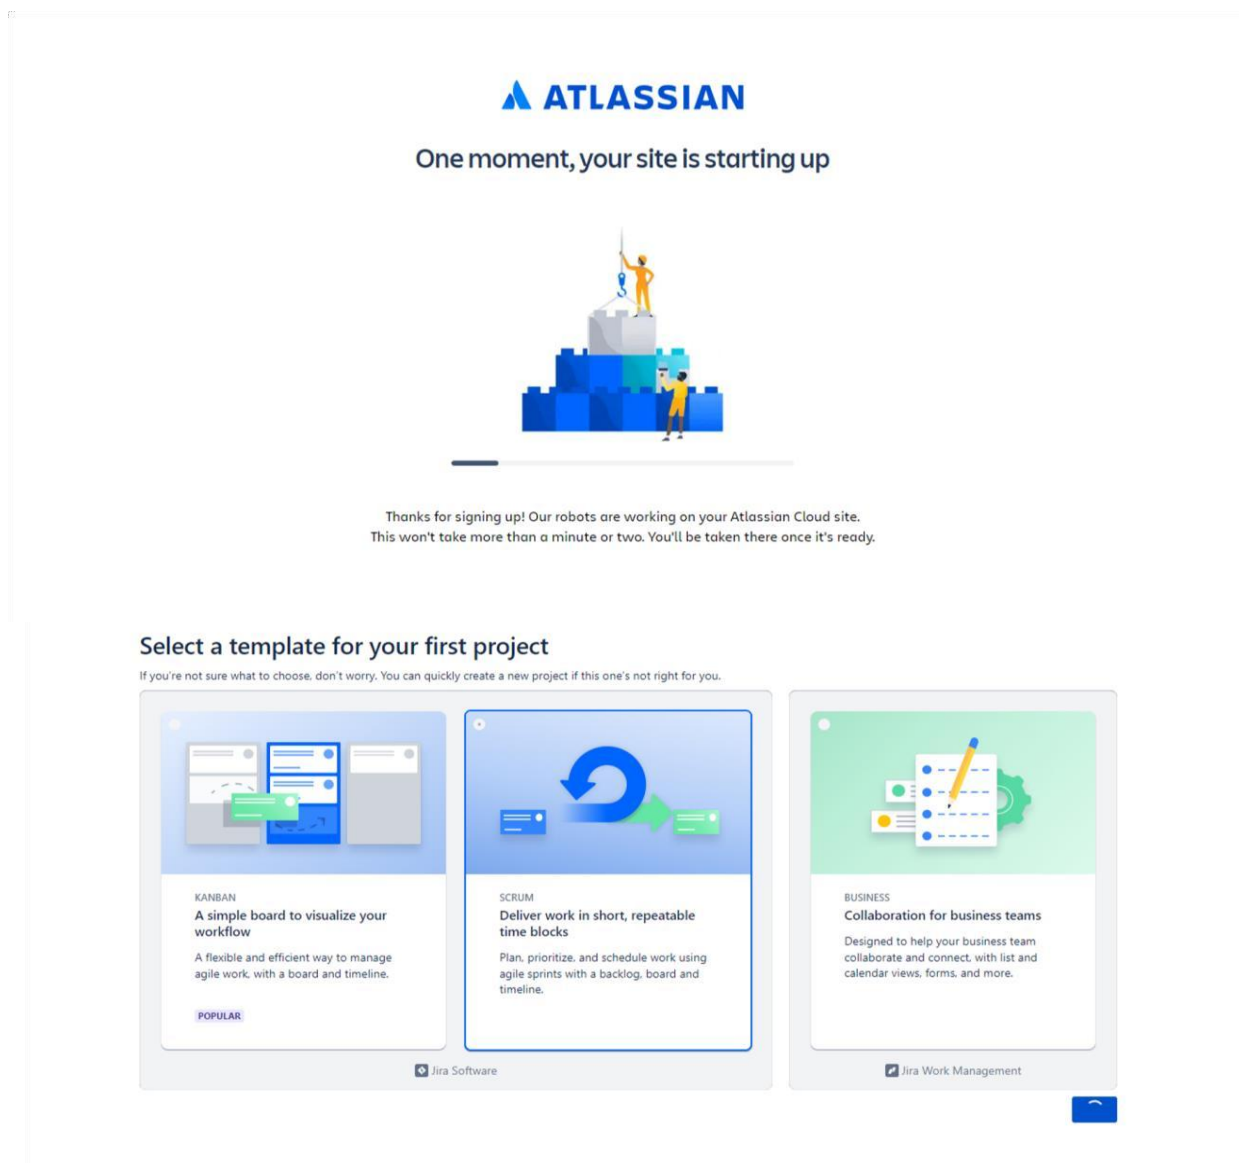 ATLASSIAN
One moment, your site is starting up
Thanks for signing up! Our robots are working on your Atlassian Cloud site.
This won't take more than a minute or two. You'll be taken there once it's ready.
Select a template for your first project
If you're not sure what to choose, don't worry. You can quickly create a new project if this one's not right for you.
KANBAN
A simple board to visualize your
workflow
A flexible and efficient way to manage
agile work, with a board and timeline.
POPULAR
SCRUM
Deliver work in short, repeatable
time blocks
Plan, prioritize, and schedule work using
agile sprints with a backlog, board and
timeline.
Jira Software
BUSINESS
Collaboration for business teams
Designed to help your business team
collaborate and connect, with list and
calendar views, forms, and more.
Jira Work Management